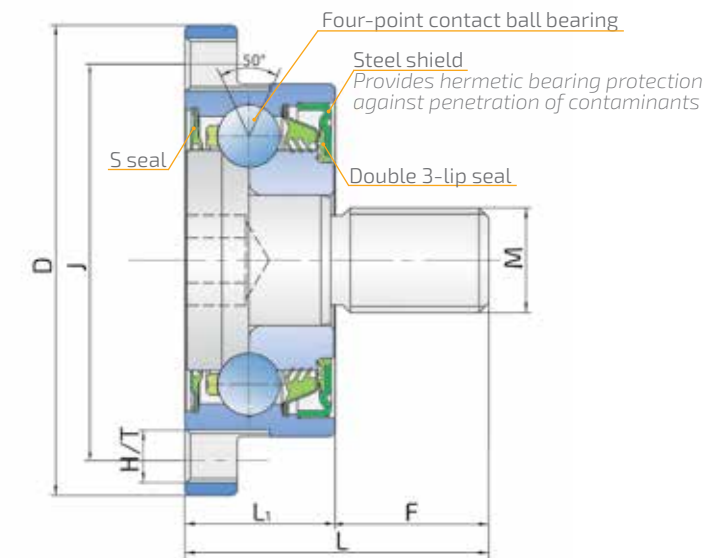 Four-point contact ball bearing
50°
Steel shield
Provides hermetic bearing protection
against penetration of contaminants
S seal
Double 3-lip seal
D
J
M
H/T
L₁
F
L